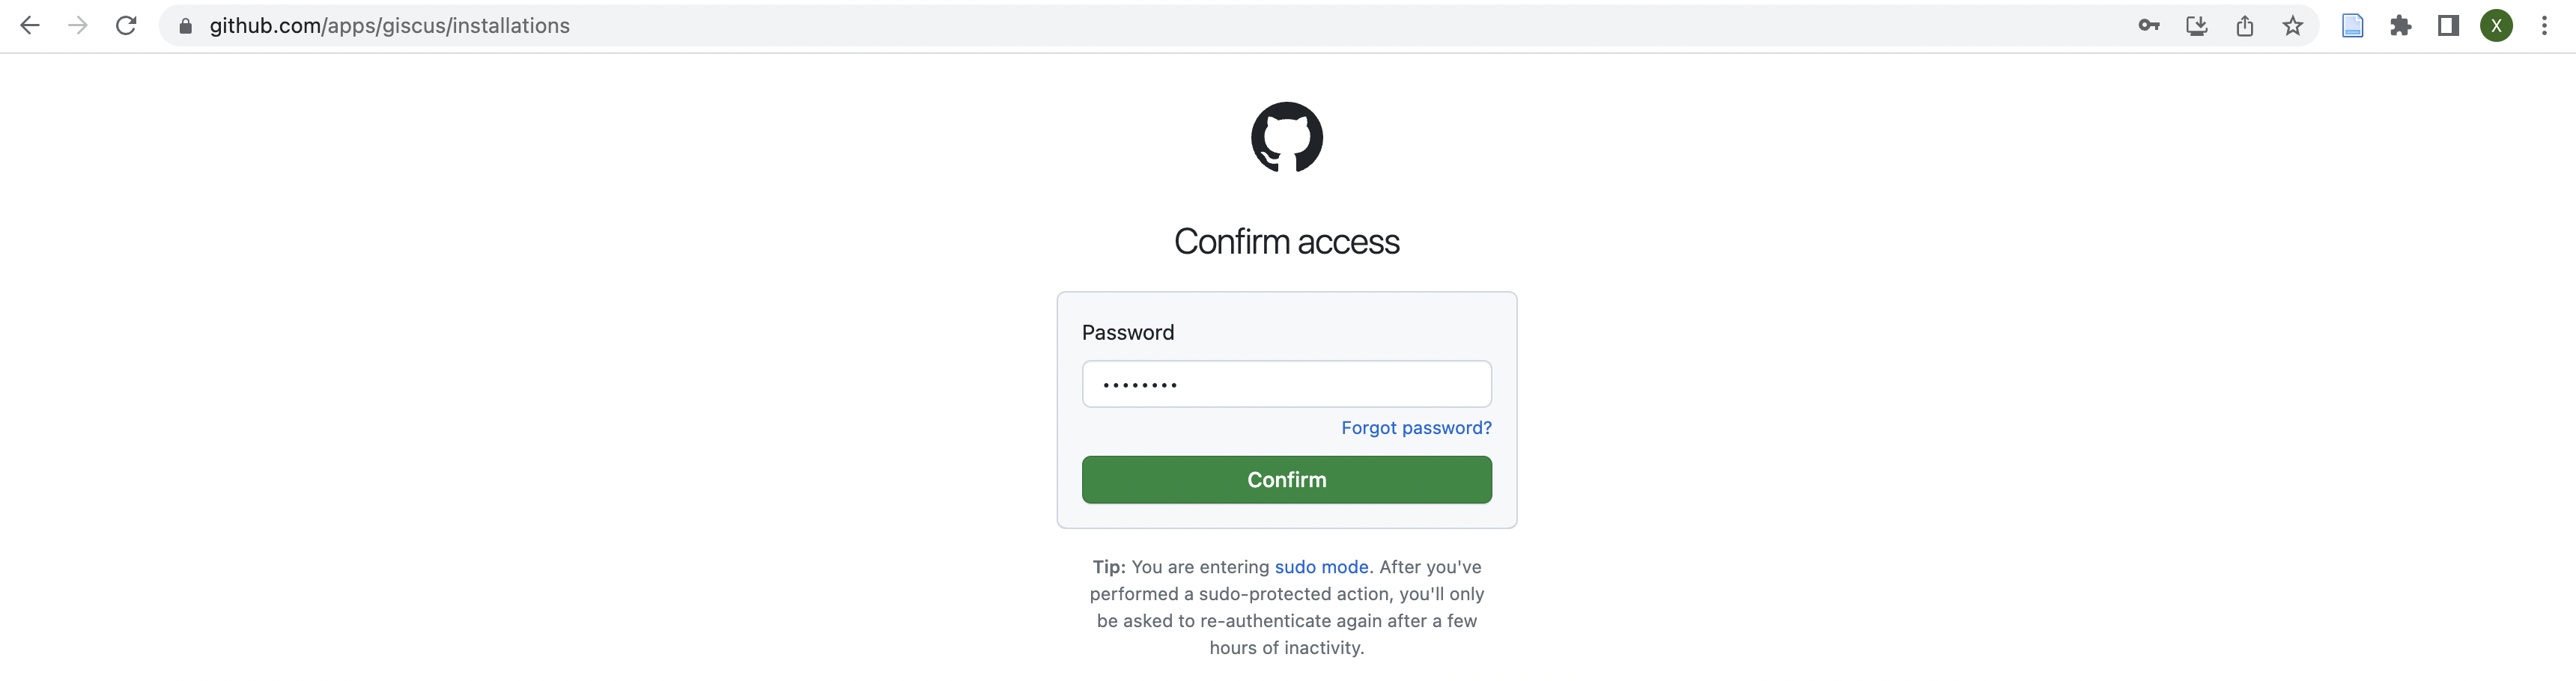 github.com/apps/giscus/installations
X
Confirm access
Password
••••••••
Forgot password?
Confirm
Tip: You are entering sudo mode. After you've
performed a sudo-protected action, you'll only
be asked to re-authenticate again after a few
hours of inactivity.